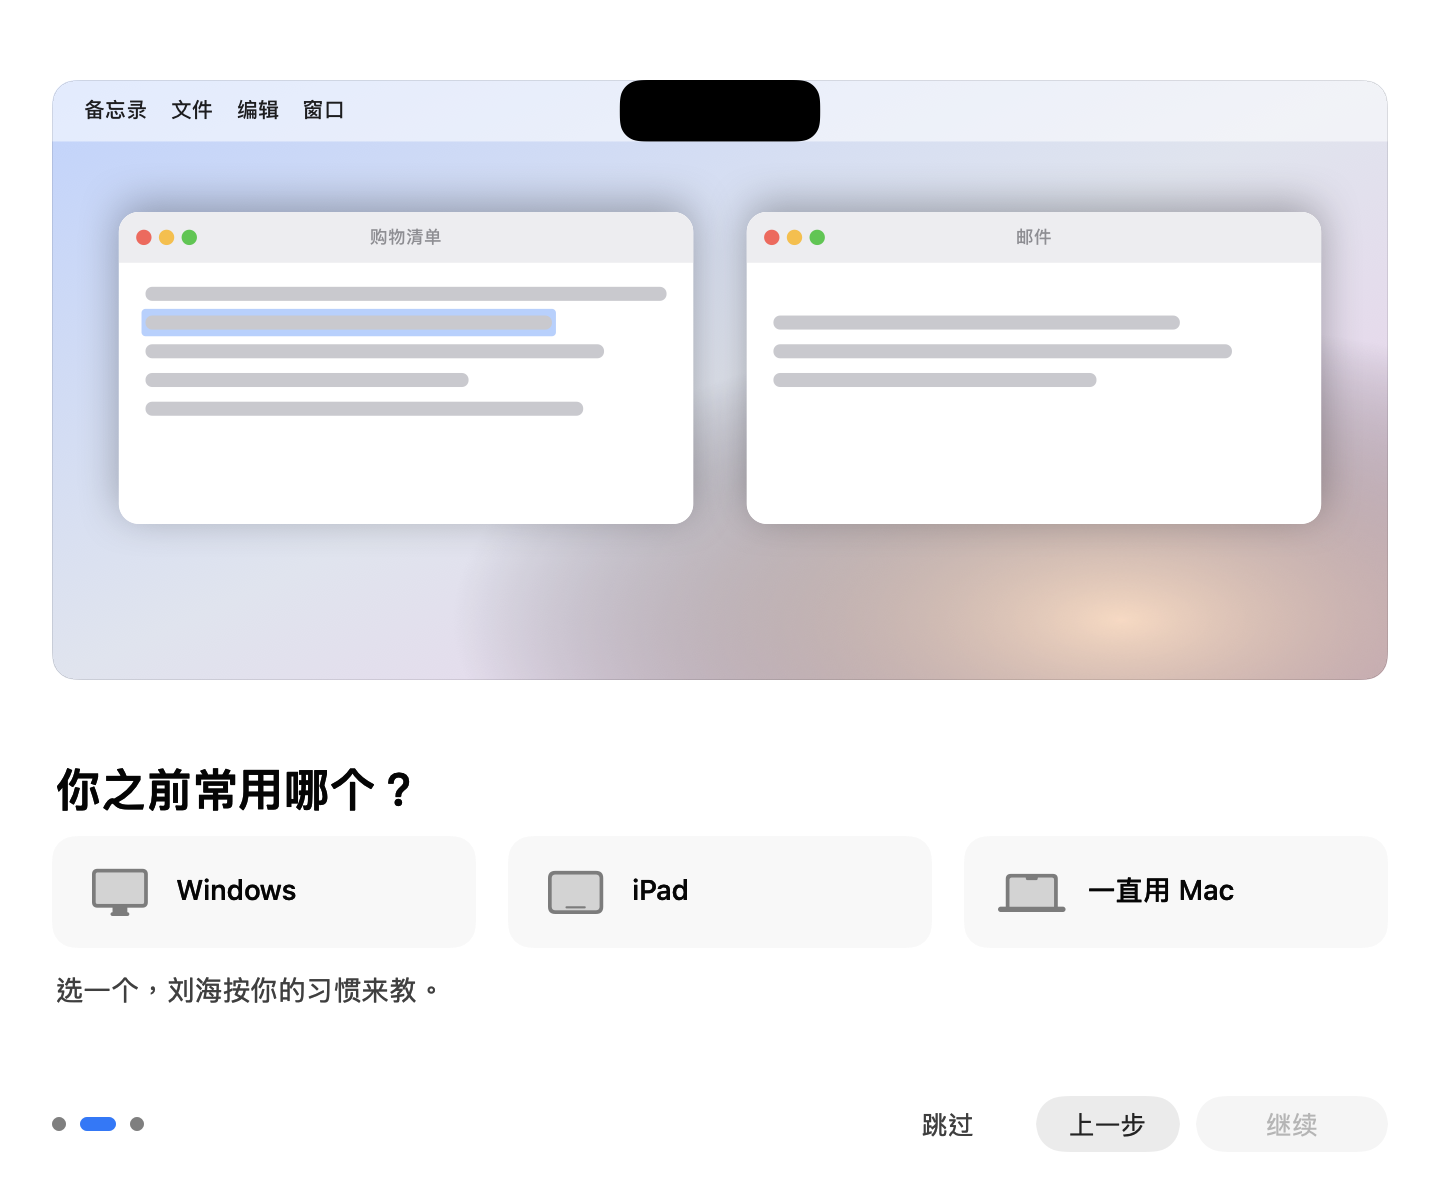 备忘录 文件 编辑 窗口
购物清单
邮件
你之前常用哪个？
Windows
iPad
一直用 Mac
选一个，刘海按你的习惯来教。
跳过
上一步
继续